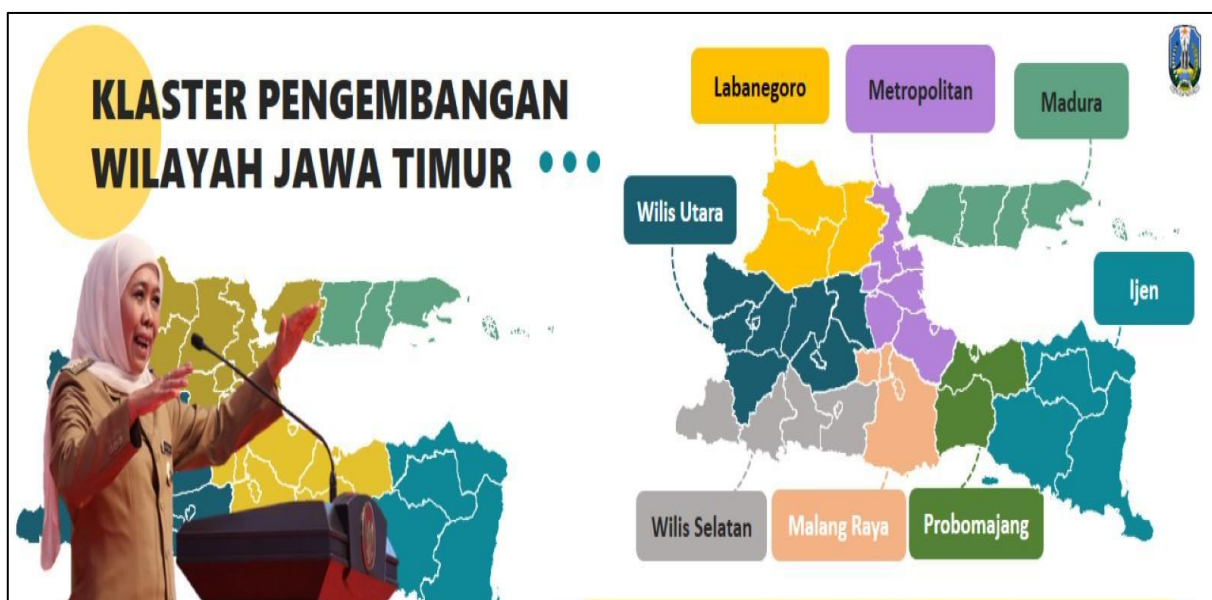 KLASTER PENGEMBANGAN
WILAYAH JAWA TIMUR
Labanegoro
Metropolitan
Madura
Wilis Utara
Ijen
Wilis Selatan
Malang Raya
Probomajang